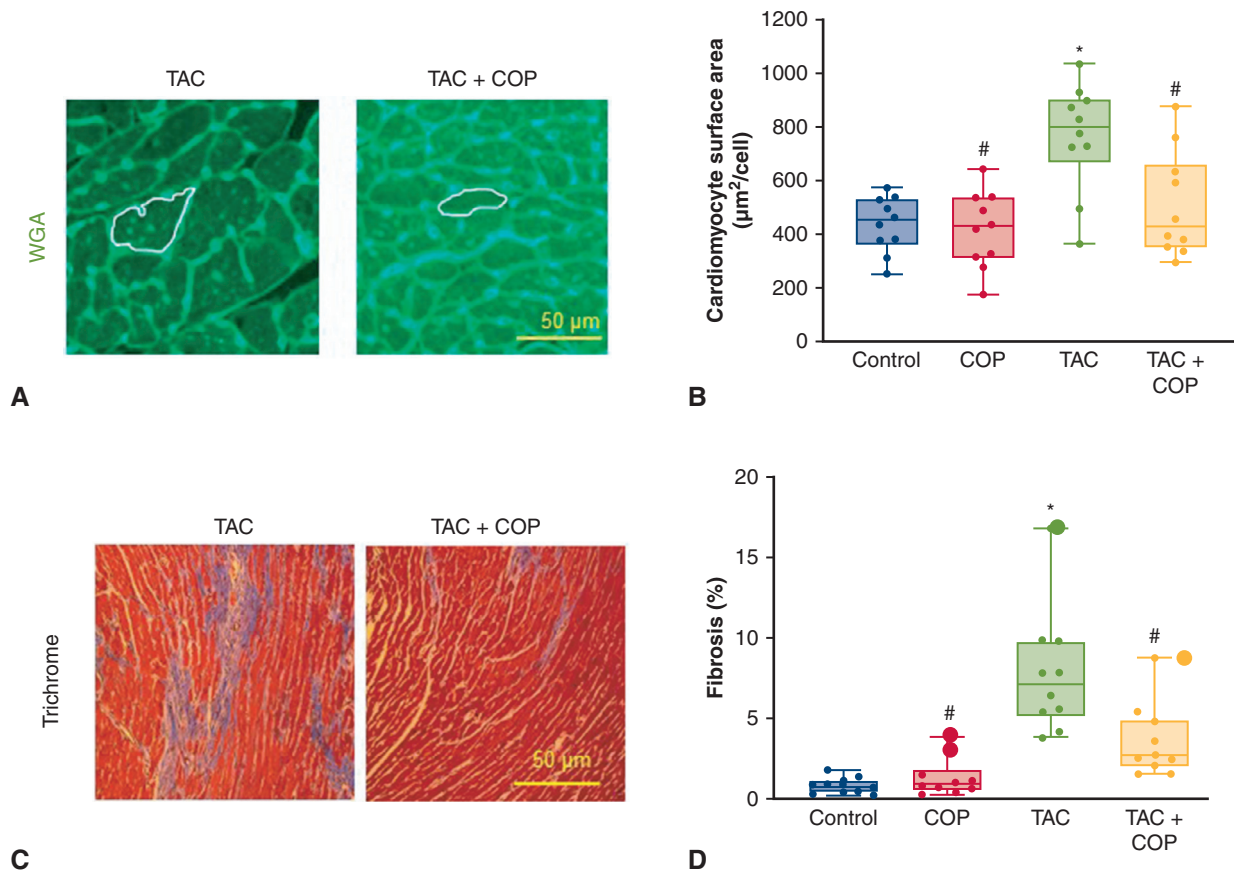 TAC
TAC + COP
WGA
50 µm
A
1200
1000
800
600
400
200
0
Cardiomyocyte surface area
(µm²/cell)
*
#
#
Control
COP
TAC
TAC +
COP
B
TAC
TAC + COP
Trichrome
50 µm
C
20
15
10
5
0
Fibrosis (%)
*
#
#
Control
COP
TAC
TAC +
COP
D